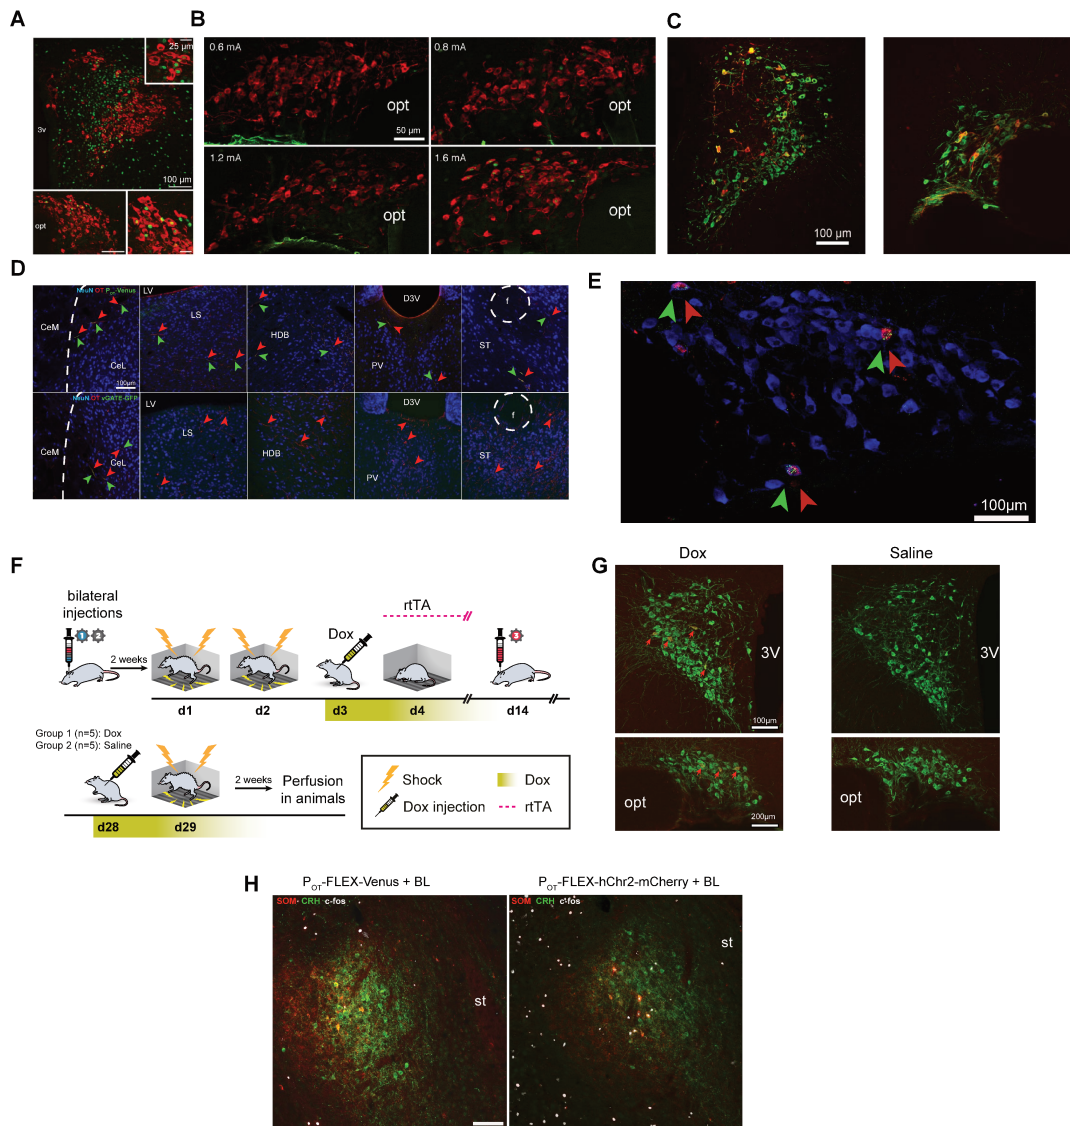 A
25 µm
3v
100 µm
opt
B
0.6 mA
opt
50 µm
0.8 mA
opt
1.2 mA
opt
1.6 mA
opt
C
100 µm
D
NeuN OT P -Venus
CeM
CeL
100µm
LV
LS
HDB
D3V
PV
f
ST
NeuN OT vGATE-GFP
CeM
CeL
LV
LS
HDB
D3V
PV
f
ST
E
100µm
F
bilateral
injections
1 2
2 weeks
Dox
rtTA
3
d1 d2 d3 d4 d14
Group 1 (n=5): Dox
Group 2 (n=5): Saline
2 weeks
Perfusion
in animals
d28 d29
Shock
Dox
Dox injection
rtTA
G
Dox
Saline
3V
100µm
3V
opt
200µm
opt
H
POT-FLEX-Venus + BL
SOM CRH c-fos
st
POT-FLEX-hChr2-mCherry + BL
SOM CRH c-fos
st